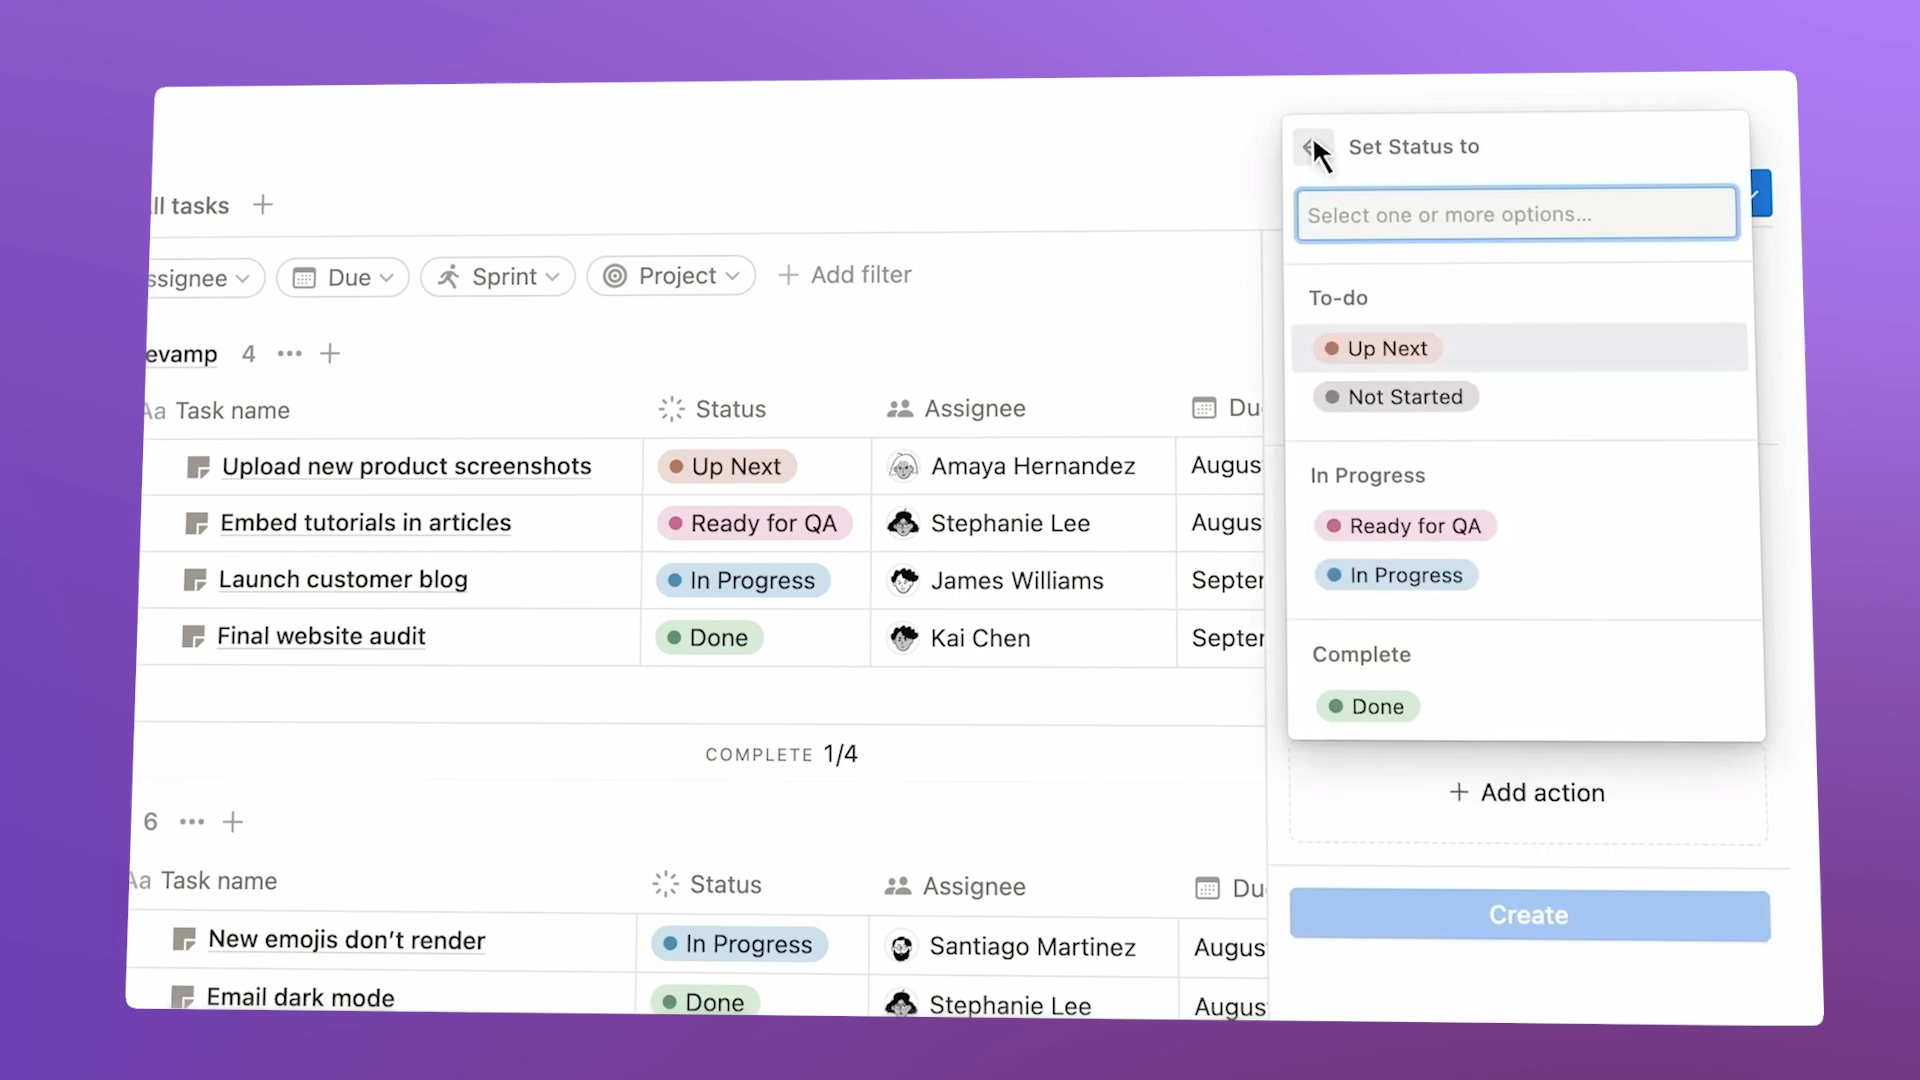 ll tasks
ssignee
Due
Sprint
Project
+ Add filter
evamp 4 ••• +
Aa Task name
Status
Assignee
Du
Upload new product screenshots
Up Next
Amaya Hernandez
Augus
Embed tutorials in articles
Ready for QA
Stephanie Lee
Augus
Launch customer blog
In Progress
James Williams
Septer
Final website audit
Done
Kai Chen
Septer
COMPLETE 1/4
6 ••• +
Aa Task name
Status
Assignee
Du
New emojis don’t render
In Progress
Santiago Martinez
Augus
Email dark mode
Done
Stephanie Lee
Augus
Set Status to
Select one or more options...
To-do
Up Next
Not Started
In Progress
Ready for QA
In Progress
Complete
Done
+ Add action
Create